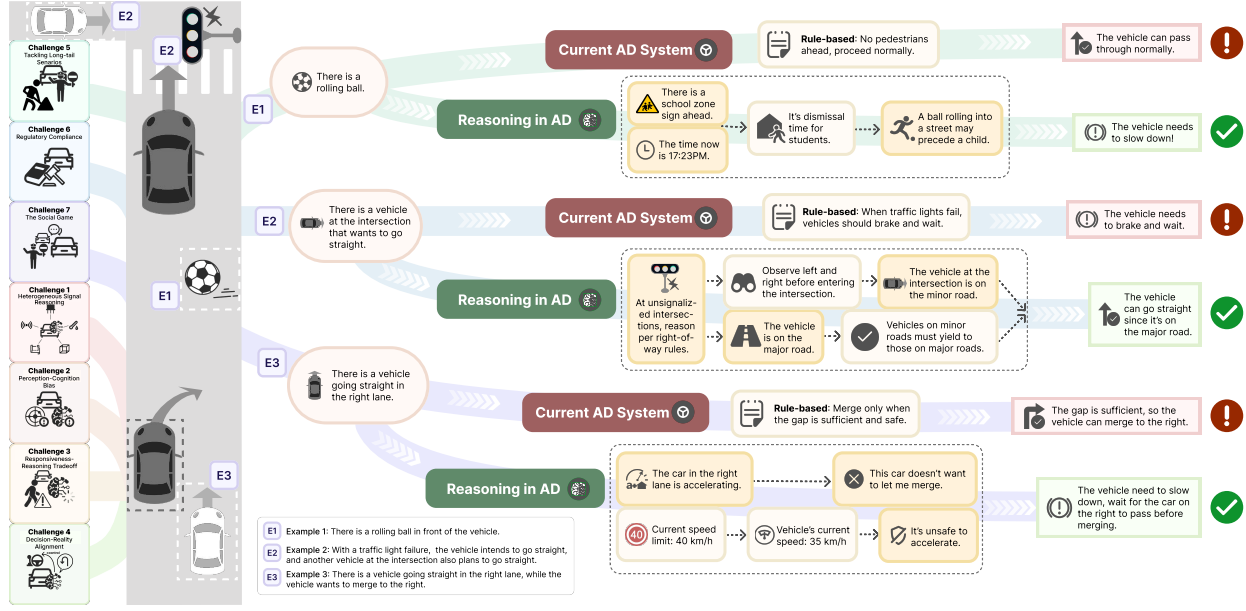 E2
E2
Challenge 5
Tackling Long-tail
Senarios
Challenge 6
Regulatory Compliance
Challenge 7
The Social Game
Challenge 1
Heterogeneous Signal
Reasoning
Challenge 2
Perception-Cognition
Bias
Challenge 3
Responsiveness-
Reasoning Tradeoff
Challenge 4
Decision-Reality
Alignment
E1
E3
E1
There is a
rolling ball.
Current AD System
Rule-based: No pedestrians
ahead, proceed normally.
The vehicle can pass
through normally.
Reasoning in AD
There is a
school zone
sign ahead.
The time now
is 17:23PM.
It's dismissal
time for
students.
A ball rolling into
a street may
precede a child.
The vehicle needs
to slow down!
E2
There is a vehicle
at the intersection
that wants to go
straight.
Current AD System
Rule-based: When traffic lights fail,
vehicles should brake and wait.
The vehicle needs
to brake and wait.
Reasoning in AD
At unsignaliz-
ed intersec-
tions, reason
per right-of-
way rules.
Observe left and
right before entering
the intersection.
The vehicle at the
intersection is on
the minor road.
The vehicle
is on the
major road.
Vehicles on minor
roads must yield to
those on major roads.
The vehicle
can go straight
since it's on
the major road.
E3
There is a vehicle
going straight in
the right lane.
Current AD System
Rule-based: Merge only when
the gap is sufficient and safe.
The gap is sufficient, so the
vehicle can merge to the right.
Reasoning in AD
The car in the right
lane is accelerating.
This car doesn't want
to let me merge.
40
Current speed
limit: 40 km/h
Vehicle's current
speed: 35 km/h
It's unsafe to
accelerate.
The vehicle need to slow
down, wait for the car on
the right to pass before
merging.
E1 Example 1: There is a rolling ball in front of the vehicle.
E2 Example 2: With a traffic light failure, the vehicle intends to go straight,
and another vehicle at the intersection also plans to go straight.
E3 Example 3: There is a vehicle going straight in the right lane, while the
vehicle wants to merge to the right.